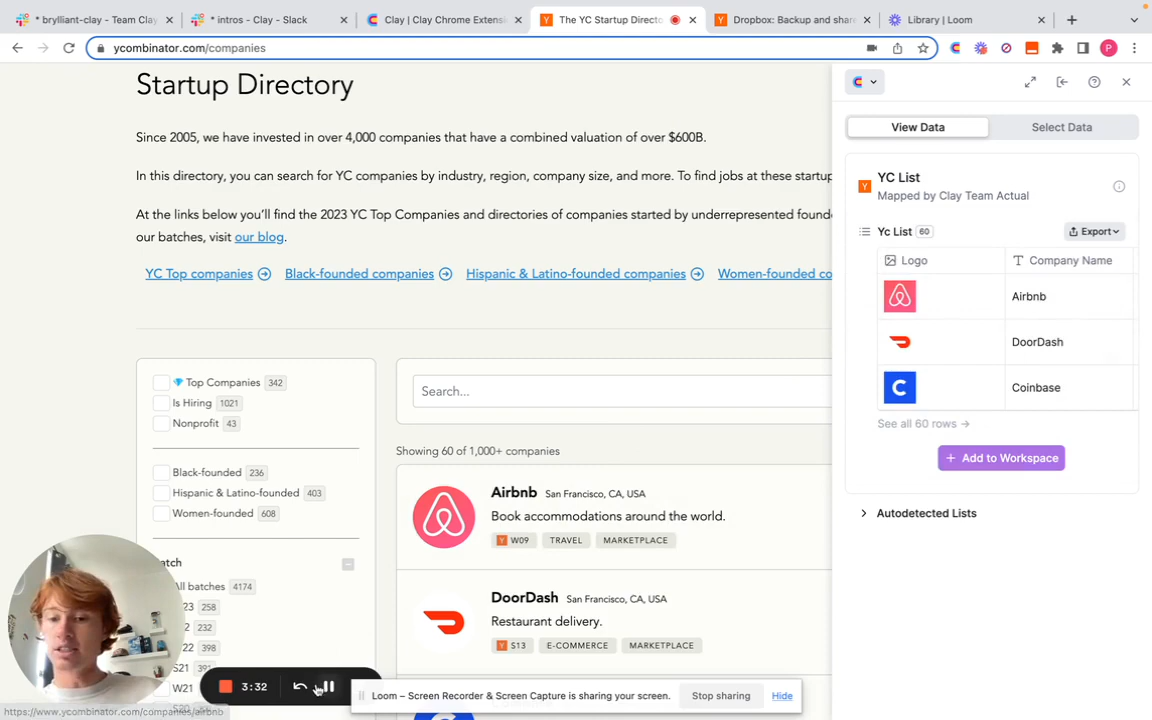 * brylliant-clay - Team Clay
* intros - Clay - Slack
Clay | Clay Chrome Extens
The YC Startup Direct
Dropbox: Backup and share
Library | Loom
ycombinator.com/companies
P
Startup Directory
Since 2005, we have invested in over 4,000 companies that have a combined valuation of over $600B.
In this directory, you can search for YC companies by industry, region, company size, and more. To find jobs at these startup
At the links below you'll find the 2023 YC Top Companies and directories of companies started by underrepresented found
our batches, visit our blog.
YC Top companies
Black-founded companies
Hispanic & Latino-founded companies
Women-founded co
Top Companies 342
Is Hiring 1021
Nonprofit 43
Black-founded 236
Hispanic & Latino-founded 403
Women-founded 608
atch
All batches 4174
23 258
2 232
22 398
S21 391
W21
Search...
Showing 60 of 1,000+ companies
Airbnb San Francisco, CA, USA
Book accommodations around the world.
W09 TRAVEL MARKETPLACE
DoorDash San Francisco, CA, USA
Restaurant delivery.
S13 E-COMMERCE MARKETPLACE
View Data
Select Data
YC List
Mapped by Clay Team Actual
Yc List 60
Export
Logo
Company Name
Airbnb
DoorDash
Coinbase
See all 60 rows →
+ Add to Workspace
Autodetected Lists
3:32
Loom – Screen Recorder & Screen Capture is sharing your screen.
Stop sharing
Hide
https://www.ycombinator.com/companies/airbnb